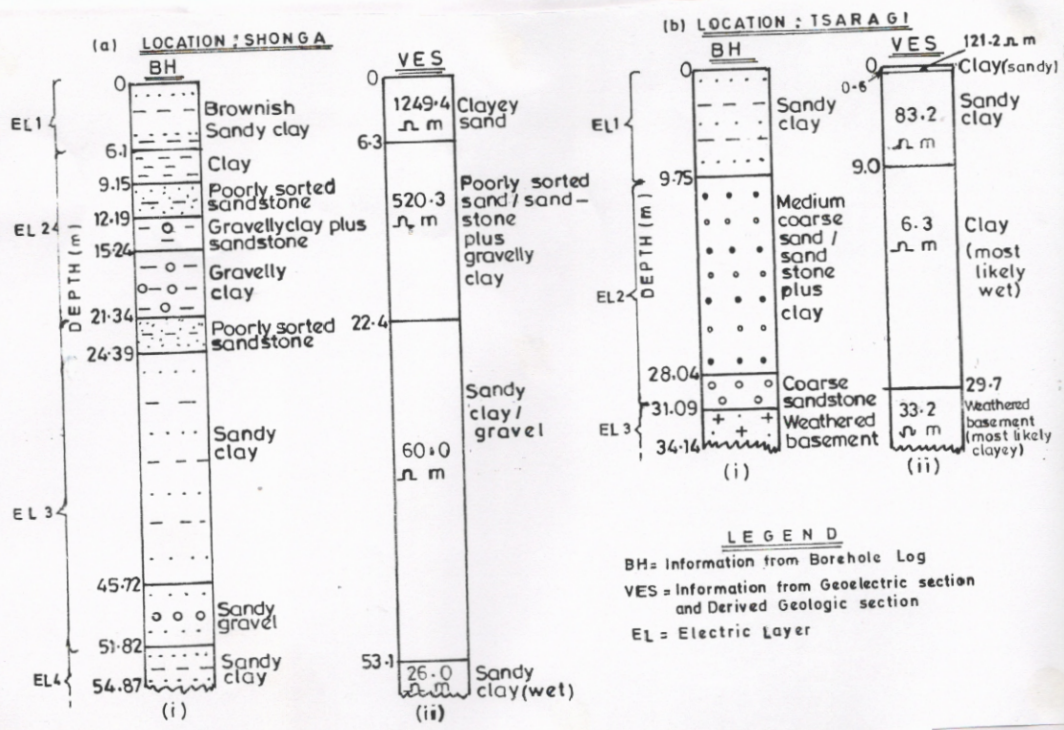 (a) LOCATION : SHONGA
BH
VES
0
Brownish
Sandy clay
6.1
Clay
9.15
Poorly sorted
sandstone
12.19
Gravellyclay plus
sandstone
15.24
Gravelly
clay
21.34
Poorly sorted
sandstone
24.39
Sandy
clay
45.72
Sandy
gravel
51.82
Sandy
clay
54.87
(i)
EL1
EL2
EL3
EL4
DEPTH (m)
0
1249.4
Ω m
Clayey
sand
6.3
520.3
Ω m
Poorly sorted
sand / sand-
stone
plus
gravelly
clay
22.4
60.0
Ω m
Sandy
clay /
gravel
53.1
26.0
Ω m
Sandy
clay (wet)
(ii)
(b) LOCATION : TSARAGI
BH
VES
0
Sandy
clay
9.75
Medium
coarse
sand /
sand
stone
plus
clay
28.04
Coarse
sandstone
31.09
Weathered
basement
34.14
(i)
EL1
EL2
EL3
DEPTH (m)
0
121.2 Ω m
Clay (sandy)
0.6
83.2
Ω m
Sandy
clay
9.0
6.3
Ω m
Clay
(most
likely
wet)
29.7
33.2
Ω m
Weathered
basement
(most likely
clayey)
(ii)
LEGEND
BH = Information from Borehole Log
VES = Information from Geoelectric section
and Derived Geologic section
EL = Electric Layer